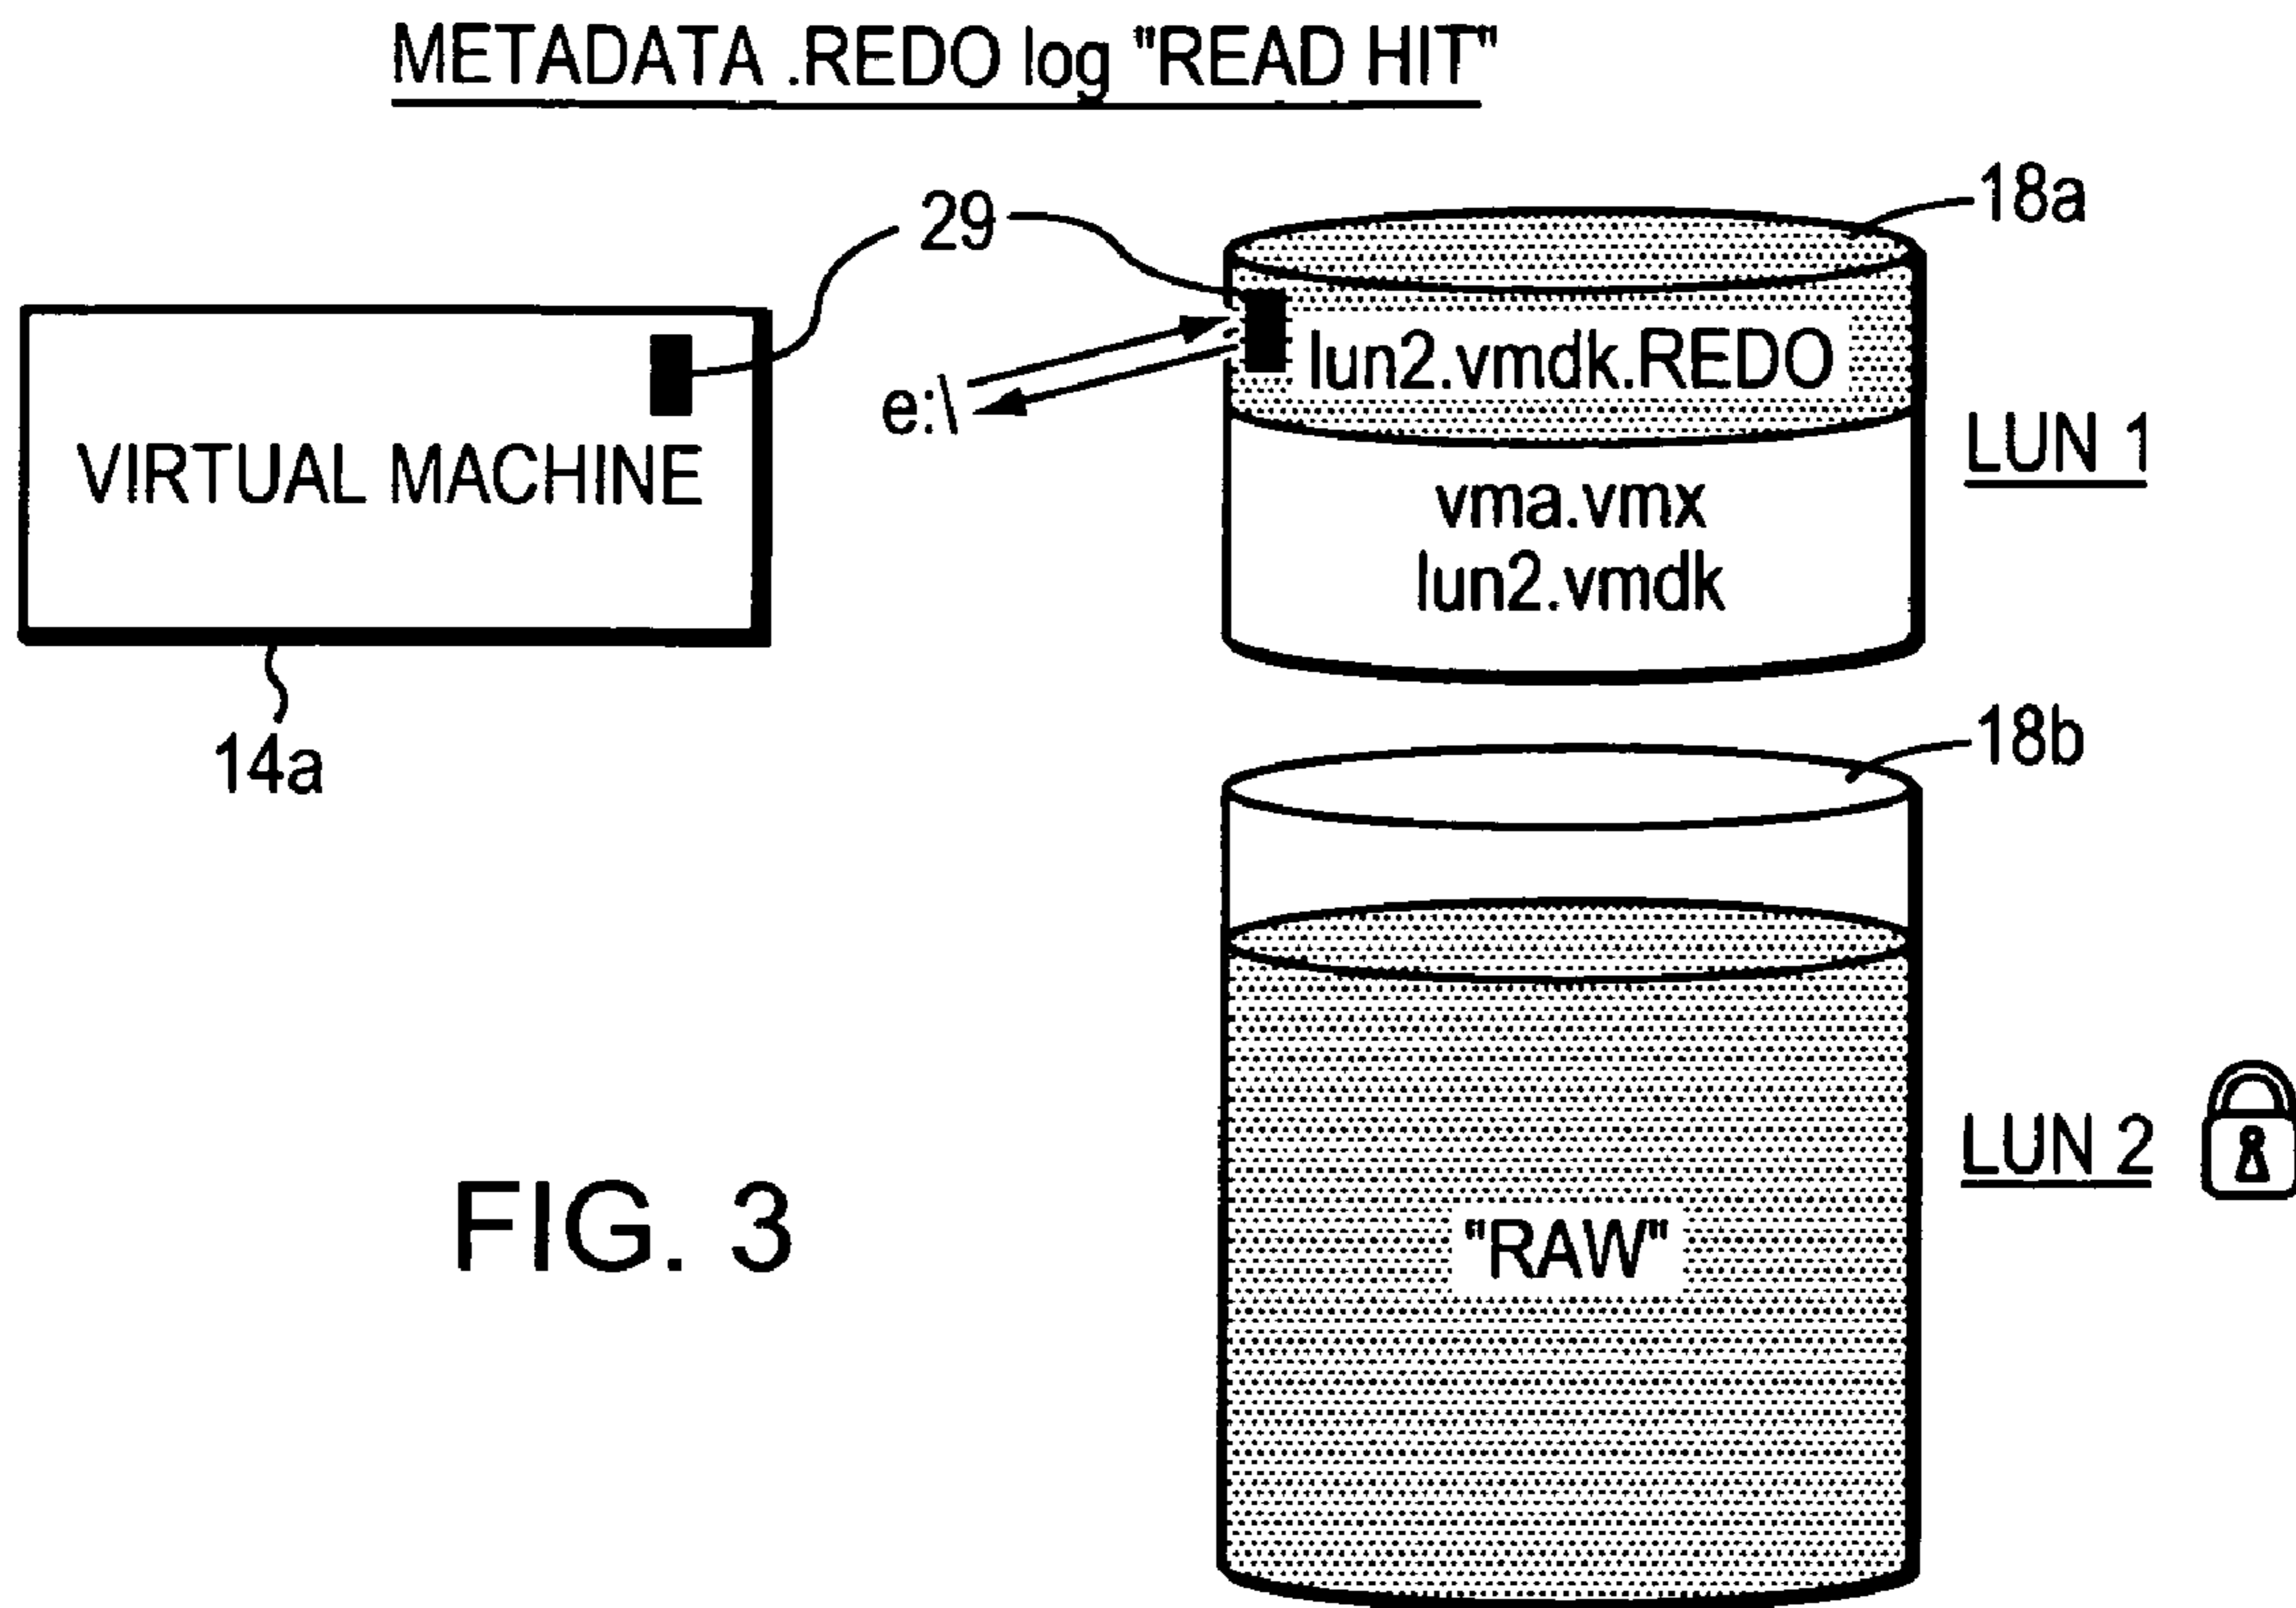 METADATA .REDO log "READ HIT"
29
18a
lun2.vmdk.REDO
e:\
VIRTUAL MACHINE
LUN 1
vma.vmx
lun2.vmdk
14a
18b
LUN 2
"RAW"
FIG. 3